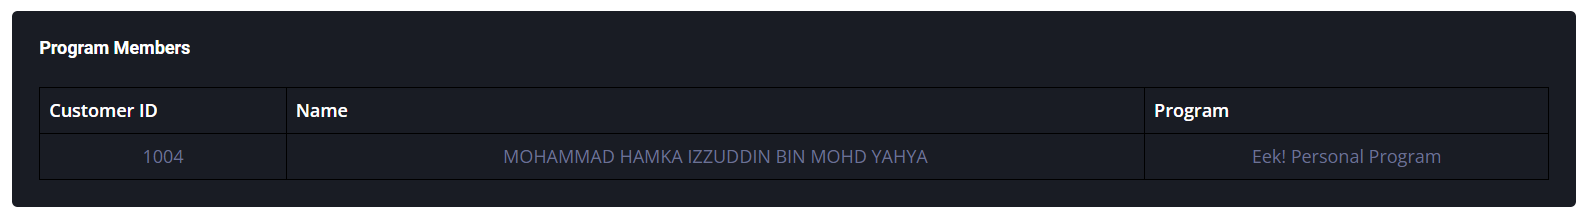 Program Members
Customer ID Name Program
1004 MOHAMMAD HAMKA IZZUDDIN BIN MOHD YAHYA Eek! Personal Program